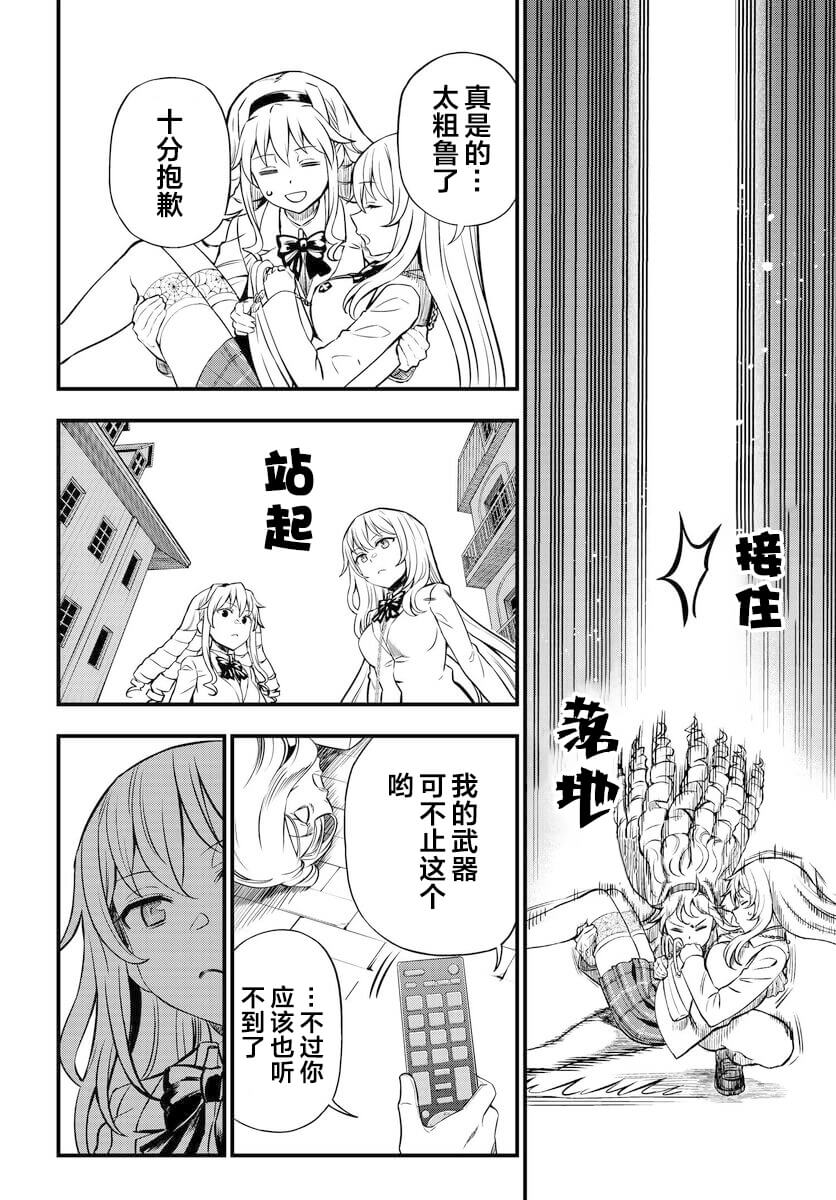 接住
落地
真是的…
太粗鲁了
十分抱歉
站起
我的武器
可不止这个
哟
…不过你
应该也听
不到了